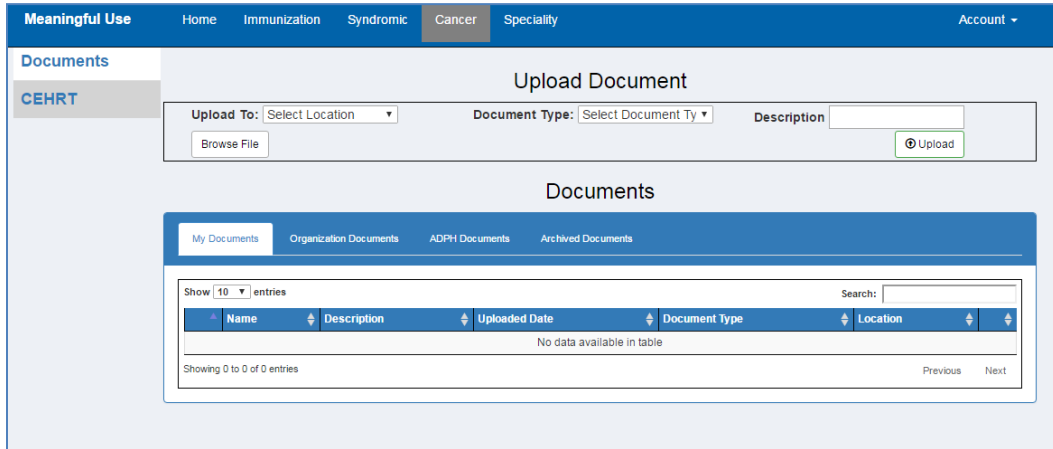 Meaningful Use Home Immunization Syndromic Cancer Speciality Account
Documents
CEHRT
Upload Document
Upload To: Select Location Document Type: Select Document Ty Description
Browse File Upload
Documents
My Documents Organization Documents ADPH Documents Archived Documents
Show 10 entries Search:
Name Description Uploaded Date Document Type Location
No data available in table
Showing 0 to 0 of 0 entries Previous Next